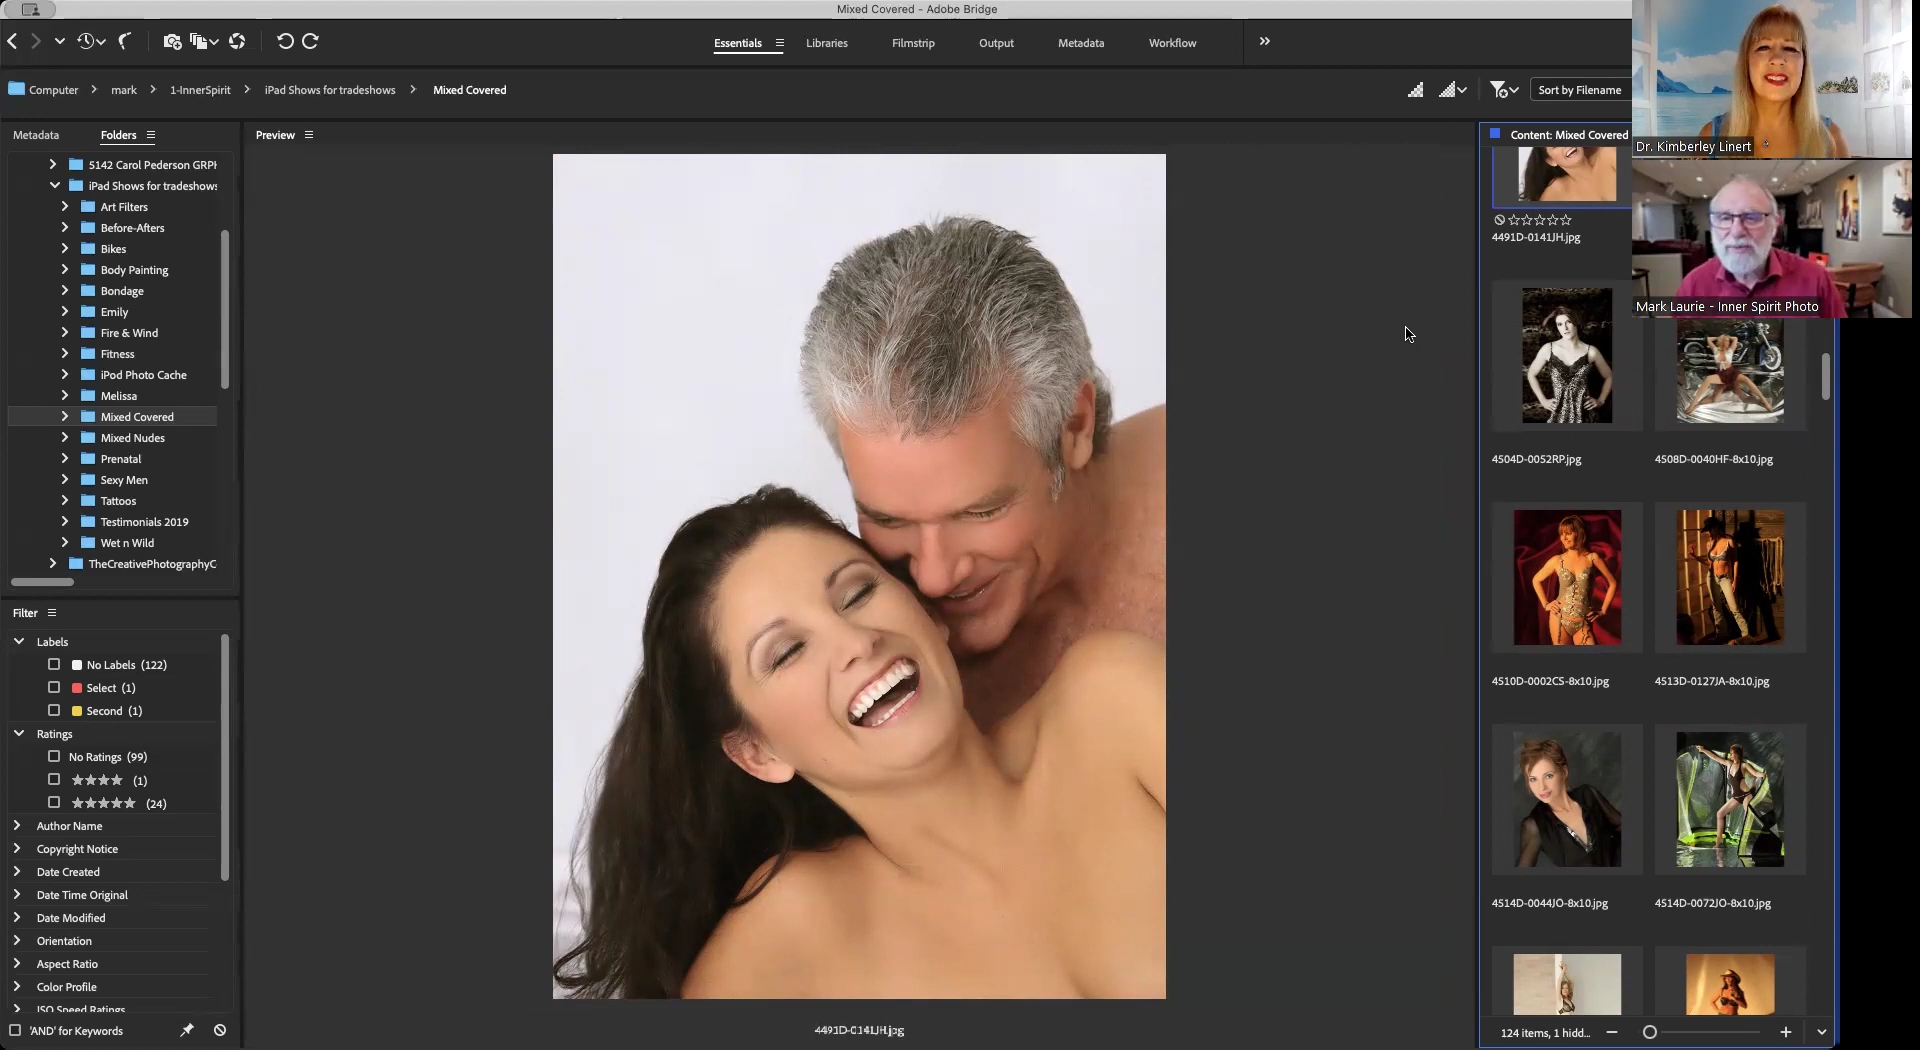 Mixed Covered - Adobe Bridge
Essentials
Libraries
Filmstrip
Output
Metadata
Workflow
Computer
mark
1-InnerSpirit
iPad Shows for tradeshows
Mixed Covered
Sort by Filename
Metadata
Folders
5142 Carol Pederson GRPH
iPad Shows for tradeshows
Art Filters
Before-Afters
Bikes
Body Painting
Bondage
Emily
Fire & Wind
Fitness
iPod Photo Cache
Melissa
Mixed Covered
Mixed Nudes
Prenatal
Sexy Men
Tattoos
Testimonials 2019
Wet n Wild
TheCreativePhotographyC
Filter
Labels
No Labels (122)
Select (1)
Second (1)
Ratings
No Ratings (99)
(1)
(24)
Author Name
Copyright Notice
Date Created
Date Time Original
Date Modified
Orientation
Aspect Ratio
Color Profile
ISO Speed Ratings
'AND' for Keywords
Preview
4491D-0141JH.jpg
Content: Mixed Covered
4491D-0141JH.jpg
4504D-0052RP.jpg
4508D-0040HF-8x10.jpg
4510D-0002CS-8x10.jpg
4513D-0127JA-8x10.jpg
4514D-0044JO-8x10.jpg
4514D-0072JO-8x10.jpg
124 items, 1 hidd...
Dr. Kimberley Linert
Mark Laurie - Inner Spirit Photo